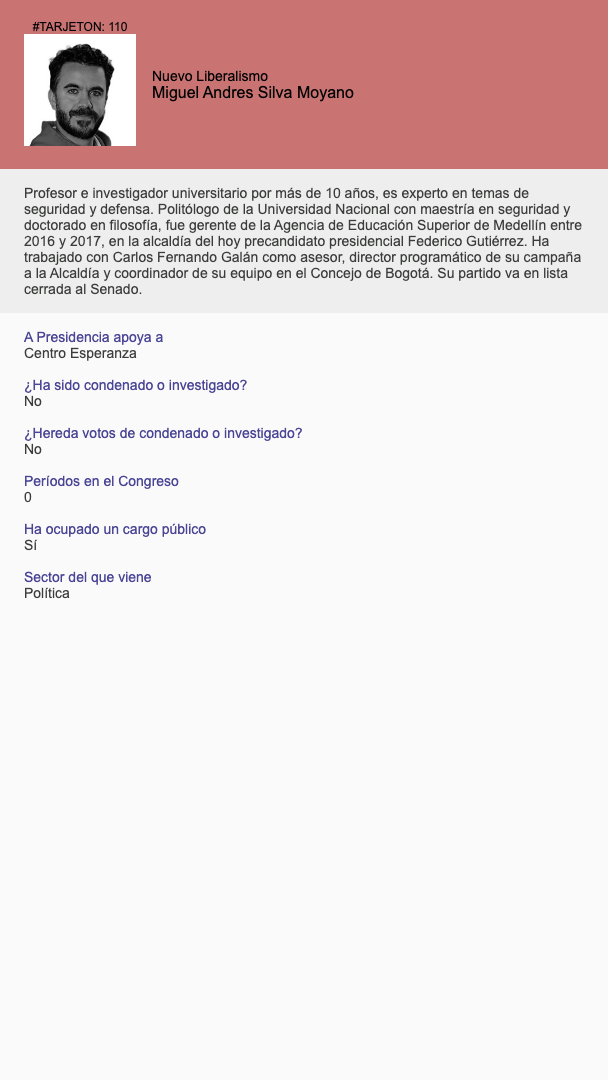 #TARJETON: 110
Nuevo Liberalismo
Miguel Andres Silva Moyano
Profesor e investigador universitario por más de 10 años, es experto en temas de
seguridad y defensa. Politólogo de la Universidad Nacional con maestría en seguridad y
doctorado en filosofía, fue gerente de la Agencia de Educación Superior de Medellín entre
2016 y 2017, en la alcaldía del hoy precandidato presidencial Federico Gutiérrez. Ha
trabajado con Carlos Fernando Galán como asesor, director programático de su campaña
a la Alcaldía y coordinador de su equipo en el Concejo de Bogotá. Su partido va en lista
cerrada al Senado.
A Presidencia apoya a
Centro Esperanza
¿Ha sido condenado o investigado?
No
¿Hereda votos de condenado o investigado?
No
Períodos en el Congreso
0
Ha ocupado un cargo público
Sí
Sector del que viene
Política